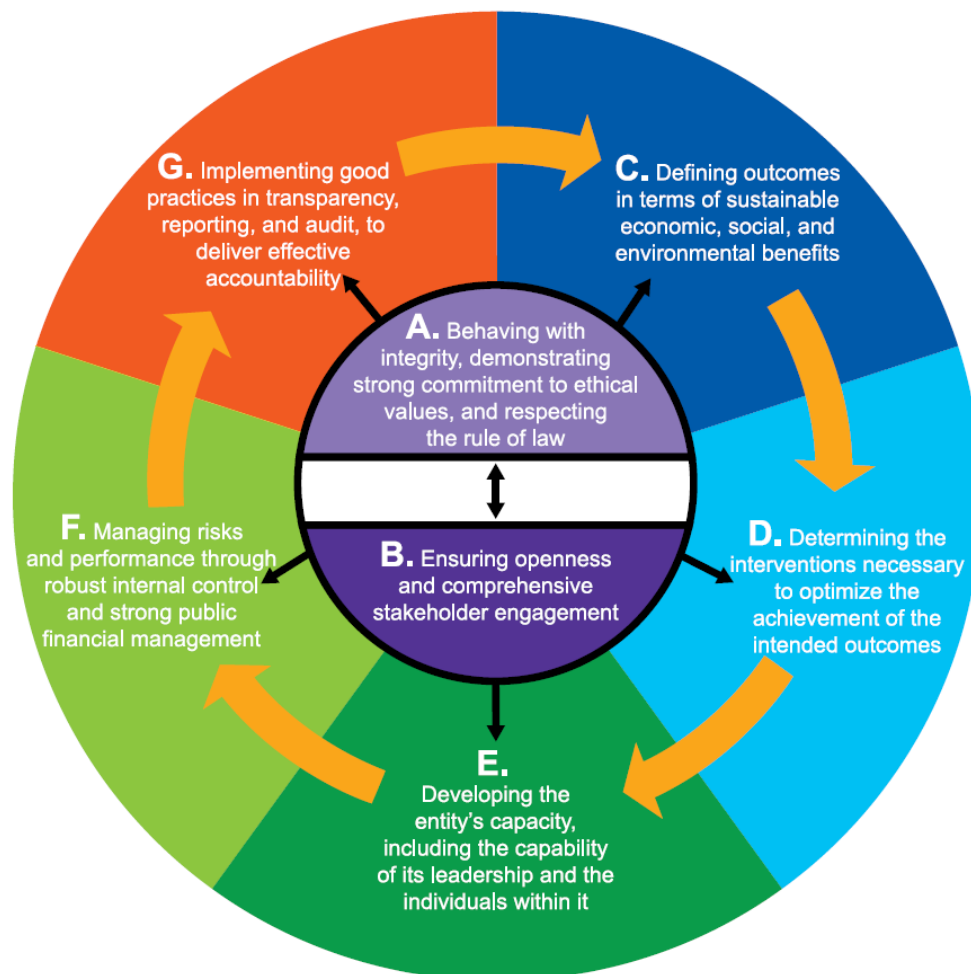 G. Implementing good
practices in transparency,
reporting, and audit, to
deliver effective
accountability
C. Defining outcomes
in terms of sustainable
economic, social, and
environmental benefits
A. Behaving with
integrity, demonstrating
strong commitment to ethical
values, and respecting
the rule of law
F. Managing risks
and performance through
robust internal control
and strong public
financial management
B. Ensuring openness
and comprehensive
stakeholder engagement
D. Determining the
interventions necessary
to optimize the
achievement of the
intended outcomes
E.
Developing the
entity's capacity,
including the capability
of its leadership and the
individuals within it